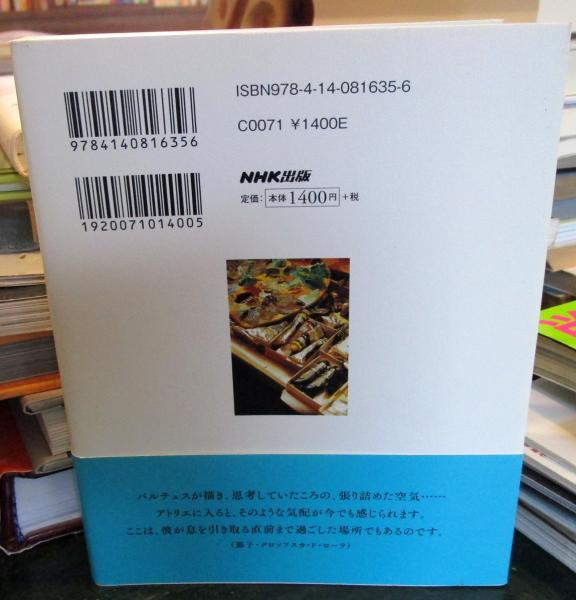 ISBN978-4-14-081635-6
9784140816356
C0071 ¥1400E
NHK出版
定価: 本体1400円 +税
1920071014005
バルテュスが描き、思考していたころの、張り詰めた空気……
アトリエに入ると、そのような気配が今でも感じられます。
ここは、彼が息を引き取る直前まで過ごした場所でもあるのです。
(節子・クロソフスカ・ド・ローラ)